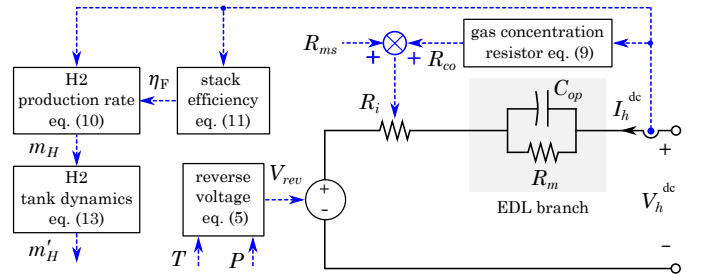 H2
production rate
eq. (10)
η_F
stack
efficiency
eq. (11)
R_ms
+
+
R_co
gas concentration
resistor eq. (9)
R_i
C_op
R_m
EDL branch
I_h^dc
+
V_h^dc
−
m_H
H2
tank dynamics
eq. (13)
m'_H
reverse
voltage
eq. (5)
V_rev
+
-
T
P